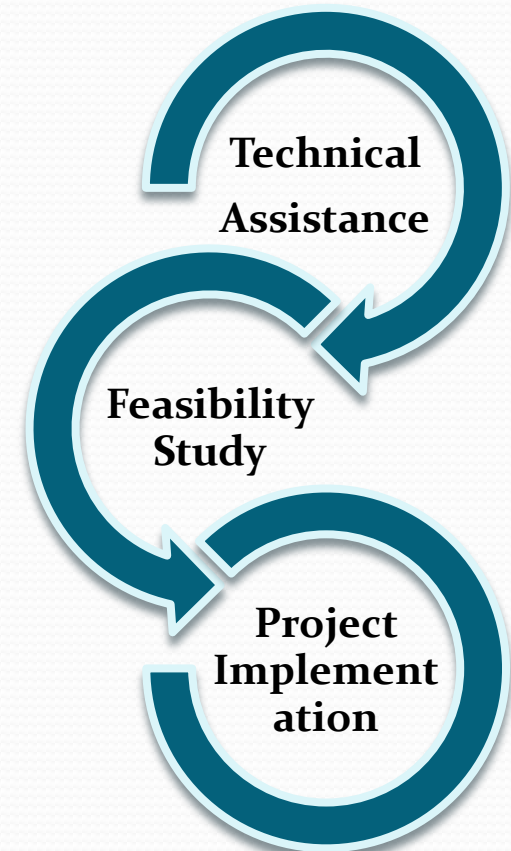 Technical
Assistance
Feasibility
Study
Project
Implement
ation